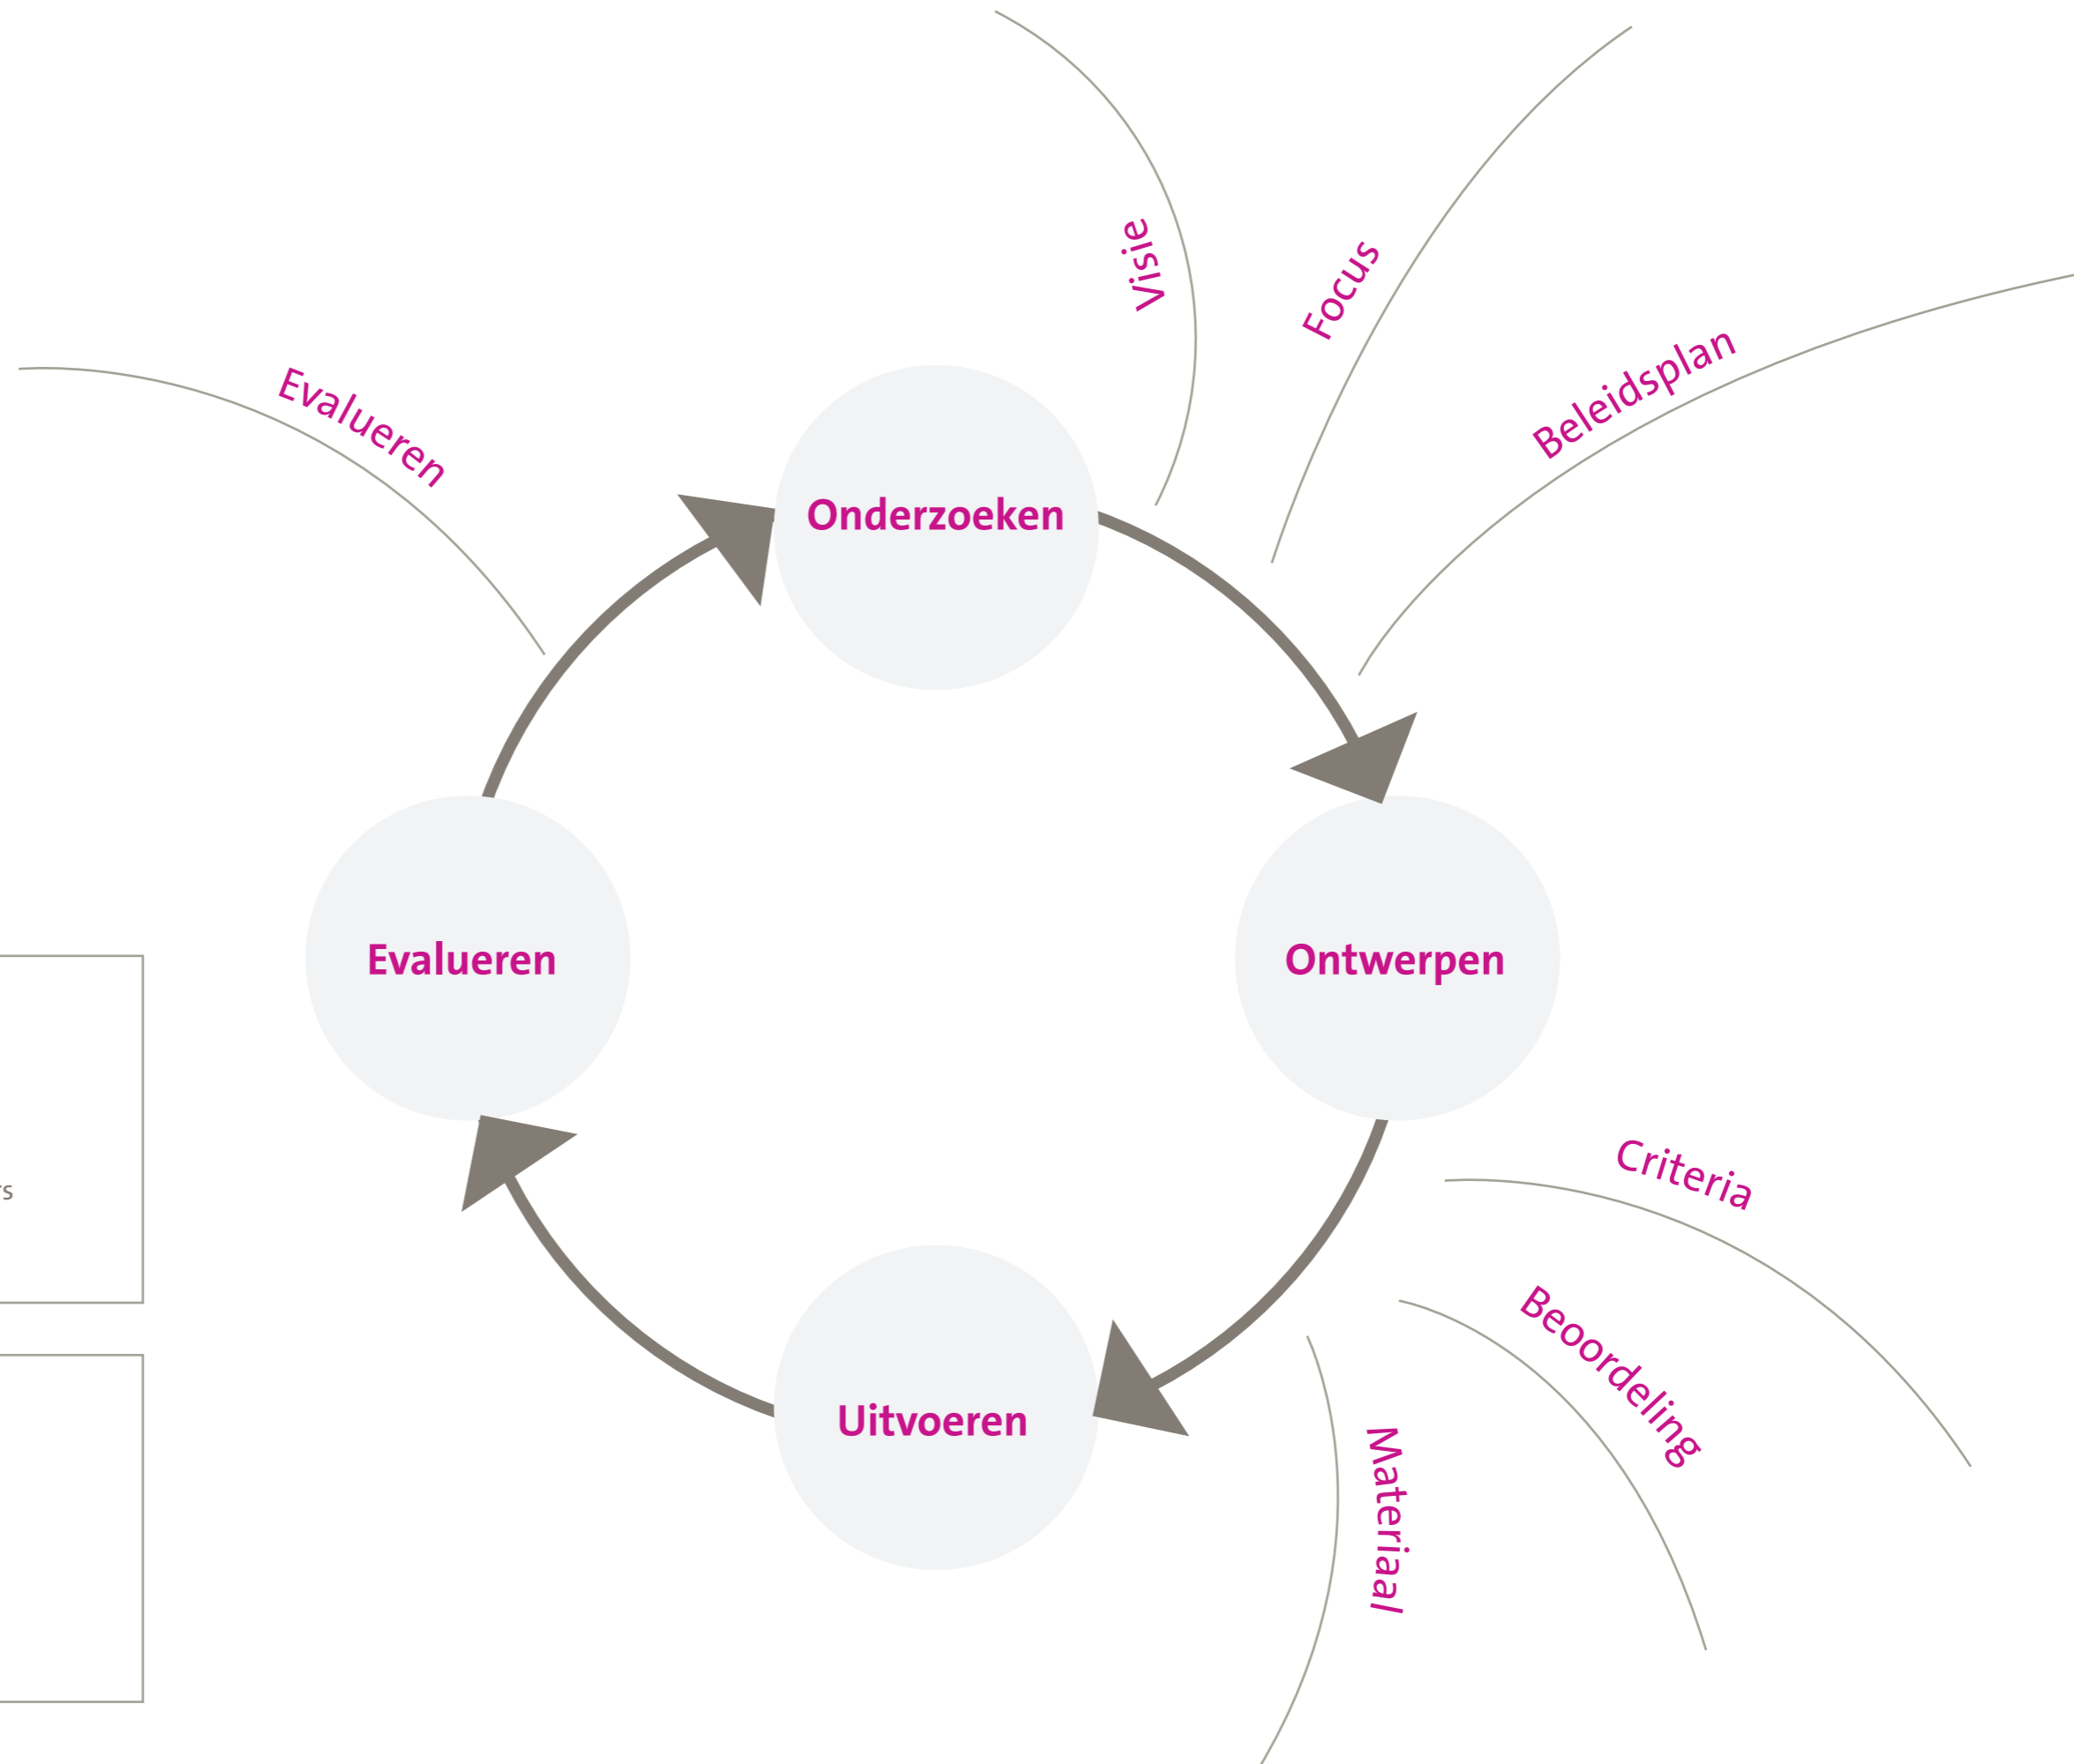 Visie
Focus
Beleidsplan
Evalueren
Onderzoeken
Evalueren
Ontwerpen
Criteria
Beoordeling
Uitvoeren
Materiaal